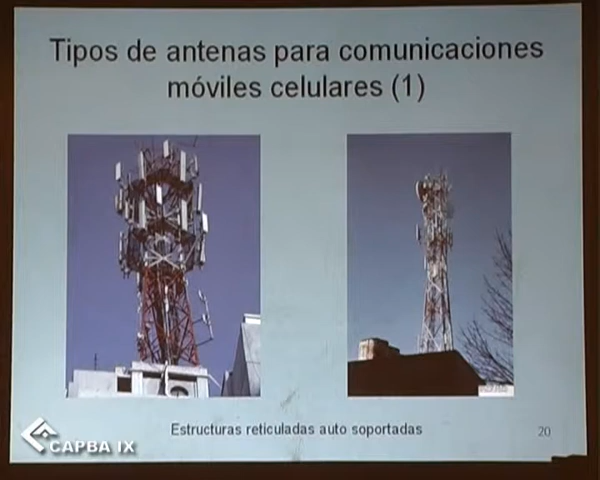 Tipos de antenas para comunicaciones
móviles celulares (1)
Estructuras reticuladas auto soportadas
20
CAPBA IX